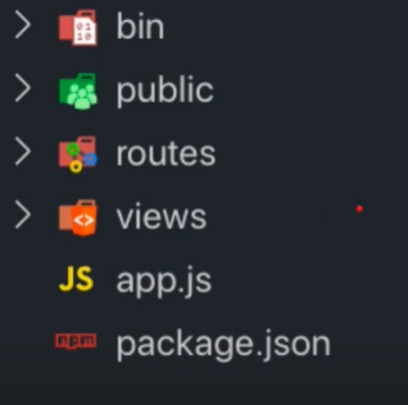 bin
public
routes
views
JS app.js
npm package.json